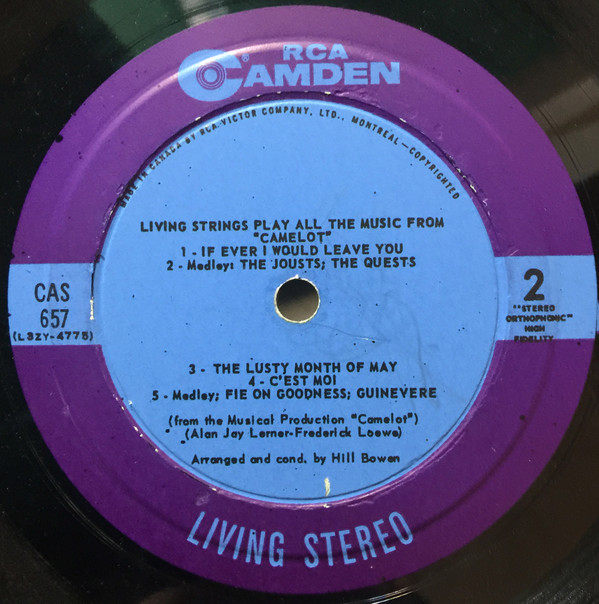 RCA
CAMDEN
MADE IN CANADA BY RCA VICTOR COMPANY, LTD., MONTREAL—COPYRIGHTED
LIVING STRINGS PLAY ALL THE MUSIC FROM
"CAMELOT"
1 - IF EVER I WOULD LEAVE YOU
2 - Medley: THE JOUSTS; THE QUESTS
CAS
657
(L3ZY-4775)
2
"STEREO
ORTHOPHONIC"
HIGH
FIDELITY
3 - THE LUSTY MONTH OF MAY
4 - C'EST MOI
5 - Medley; FIE ON GOODNESS; GUINEVERE
(from the Musical Production "Camelot")
(Alan Jay Lerner-Frederick Loewe)
Arranged and cond. by Hill Bowen
LIVING STEREO